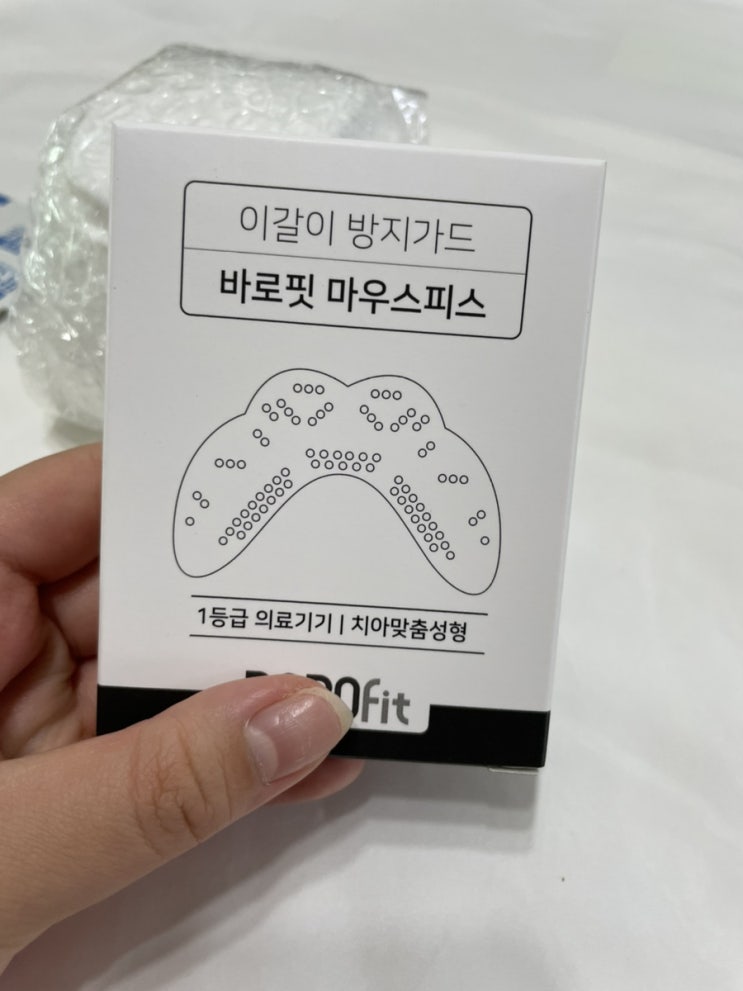 이갈이 방지가드
바로핏 마우스피스
1등급 의료기기 | 치아맞춤성형